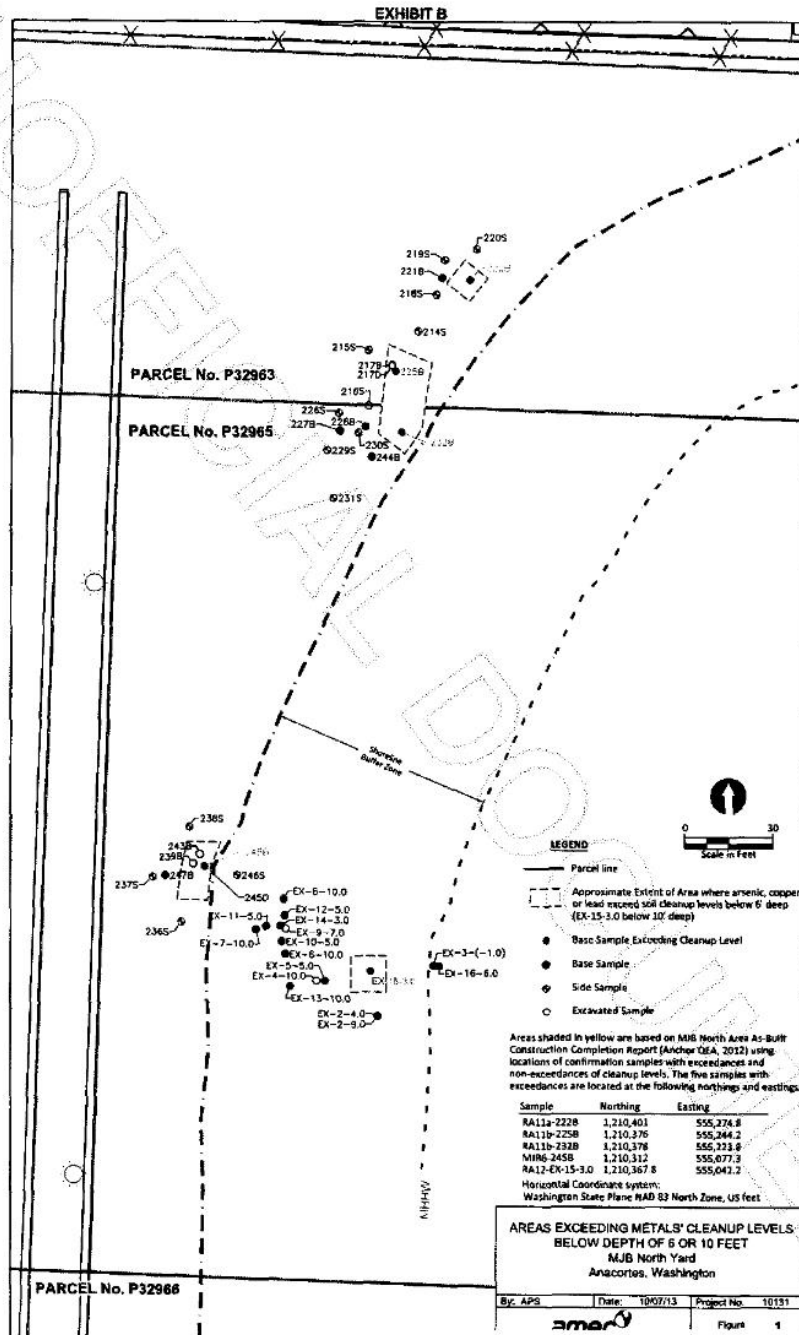 EXHIBIT B
UNOFFICIAL DOCUMENT
220S
219S
221B
218S
214S
215S
217B
217D
225B
PARCEL No. P32963
216S
226S
PARCEL No. P32965
227B
226B
230S
229S
244B
231S
Shoreline
Buffer Zone
238S
243B
239B
237S
247B
246S
245D
236S
EX-8-10.0
EX-12-5.0
EX-11-5.0
EX-14-3.0
EX-9-7.0
EX-7-10.0
EX-10-5.0
EX-6-10.0
EX-5-5.0
EX-4-10.0
EX-13-10.0
EX-3-(-1.0)
EX-16-6.0
EX-2-4.0
EX-2-9.0
MHHW
0 30
Scale in Feet
LEGEND
Parcel line
Approximate Extent of Area where arsenic, copper
or lead exceed soil cleanup levels below 6' deep
(EX-15-3.0 below 10' deep)
Base Sample Exceeding Cleanup Level
Base Sample
Side Sample
Excavated Sample
Areas shaded in yellow are based on MJB North Area As-Built
Construction Completion Report (Anchor QEA, 2012) using
locations of confirmation samples with exceedances and
non-exceedances of cleanup levels. The five samples with
exceedances are located at the following northings and eastings
Sample Northing Easting
RA11a-222B 1,210,401 555,274.8
RA11b-225B 1,210,376 555,244.2
RA11b-232B 1,210,378 555,223.8
MIR6-245B 1,210,312 555,077.3
RA12-EX-15-3.0 1,210,367.8 555,042.2
Horizontal Coordinate system:
Washington State Plane NAD 83 North Zone, US feet
AREAS EXCEEDING METALS' CLEANUP LEVELS
BELOW DEPTH OF 6 OR 10 FEET
MJB North Yard
Anacortes, Washington
By: APS Date: 10/07/13 Project No. 10131
amec Figure 1
PARCEL No. P32966